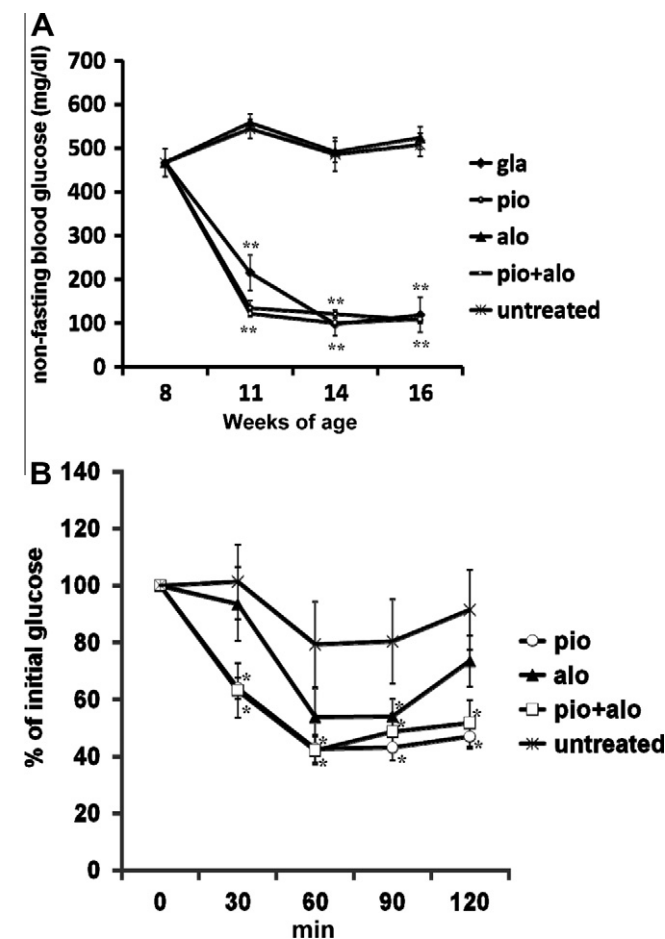 A
non-fasting blood glucose (mg/dl)
700
600
500
400
300
200
100
0
**
**
**
**
**
**
8 11 14 16
Weeks of age
gla
pio
alo
pio+alo
untreated
B
% of initial glucose
140
120
100
80
60
40
20
0
*
*
*
*
*
*
*
*
*
0 30 60 90 120
min
pio
alo
pio+alo
untreated